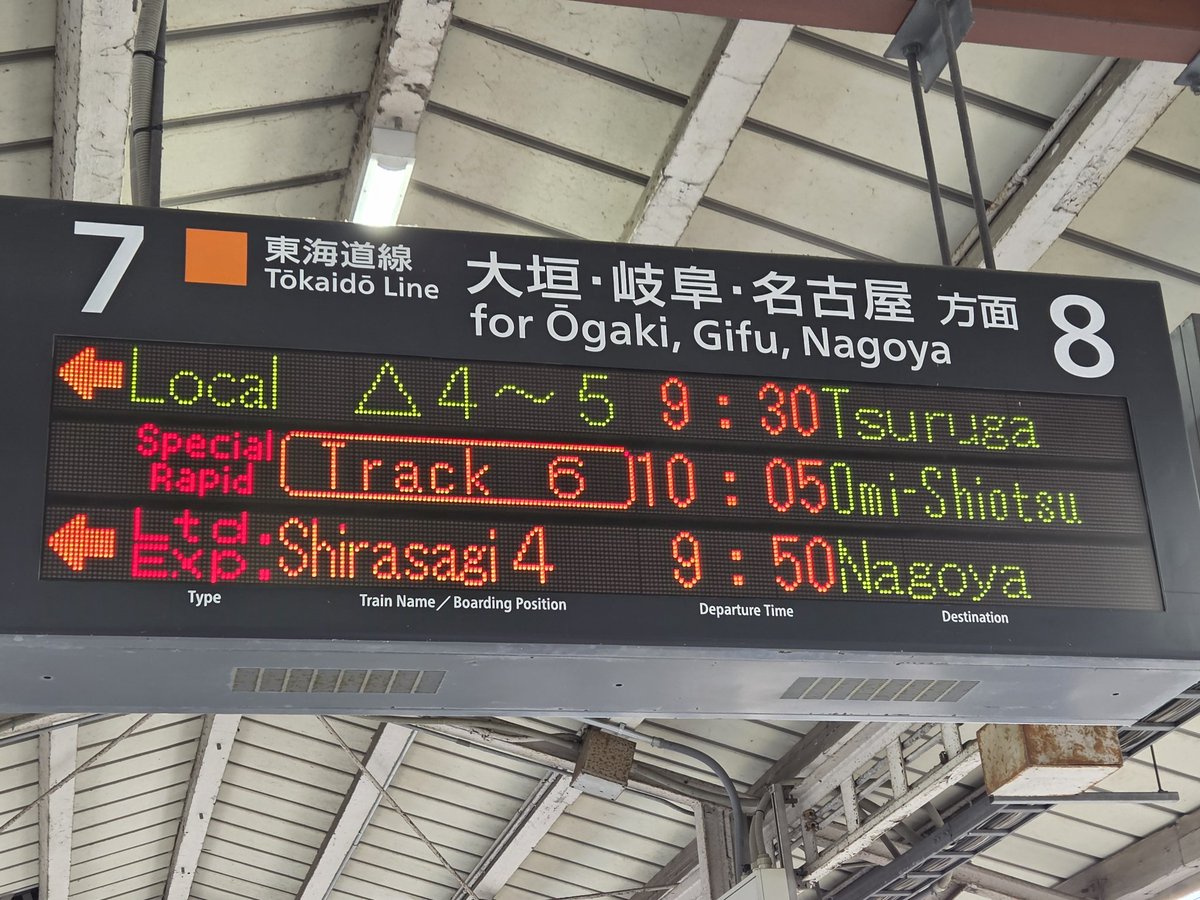 7 東海道線 大垣・岐阜・名古屋 方面 8
Tōkaidō Line for Ōgaki, Gifu, Nagoya
← Local △4～5 9:30 Tsuruga
Special Rapid Track 6 10:05 Omi-Shiotsu
← Ltd. Exp. Shirasagi 4 9:50 Nagoya
Type Train Name／Boarding Position Departure Time Destination